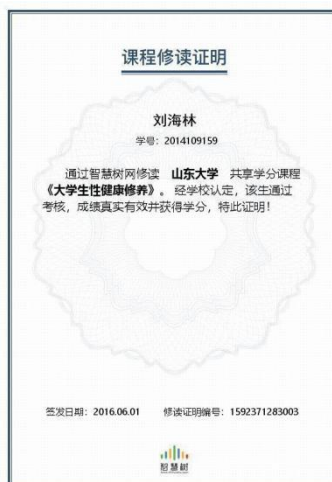 课程修读证明
刘海林
学号：2014109159
通过智慧树网修读 山东大学 共享学分课程
《大学生性健康修养》。经学校认定，该生通过
考核，成绩真实有效并获得学分，特此证明！
签发日期：2016.06.01 修读证明编号：1592371283003
智慧树